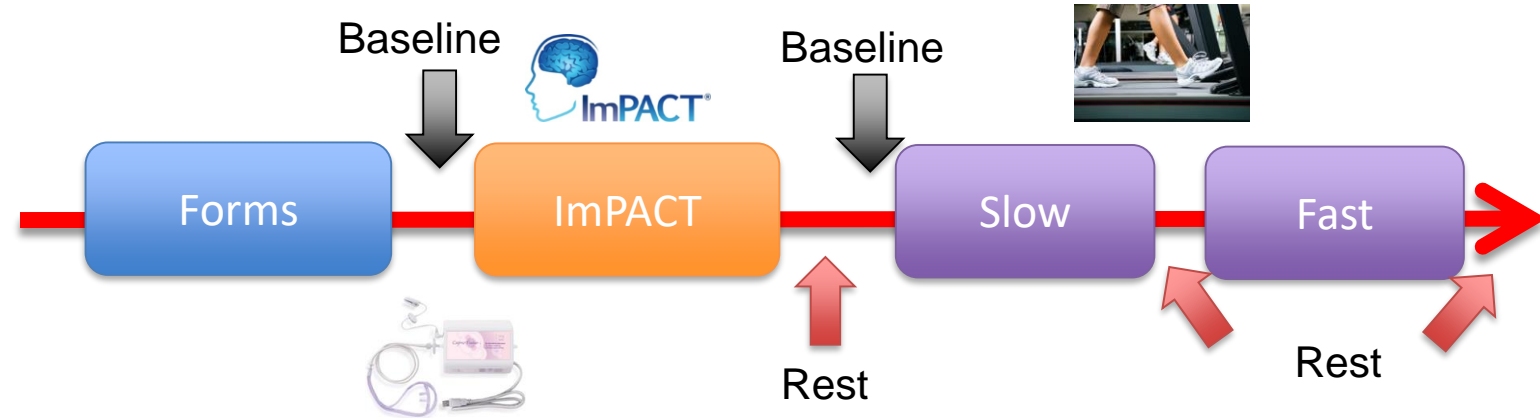 Baseline
ImPACT®
Baseline
Forms
ImPACT
Slow
Fast
Rest
Rest